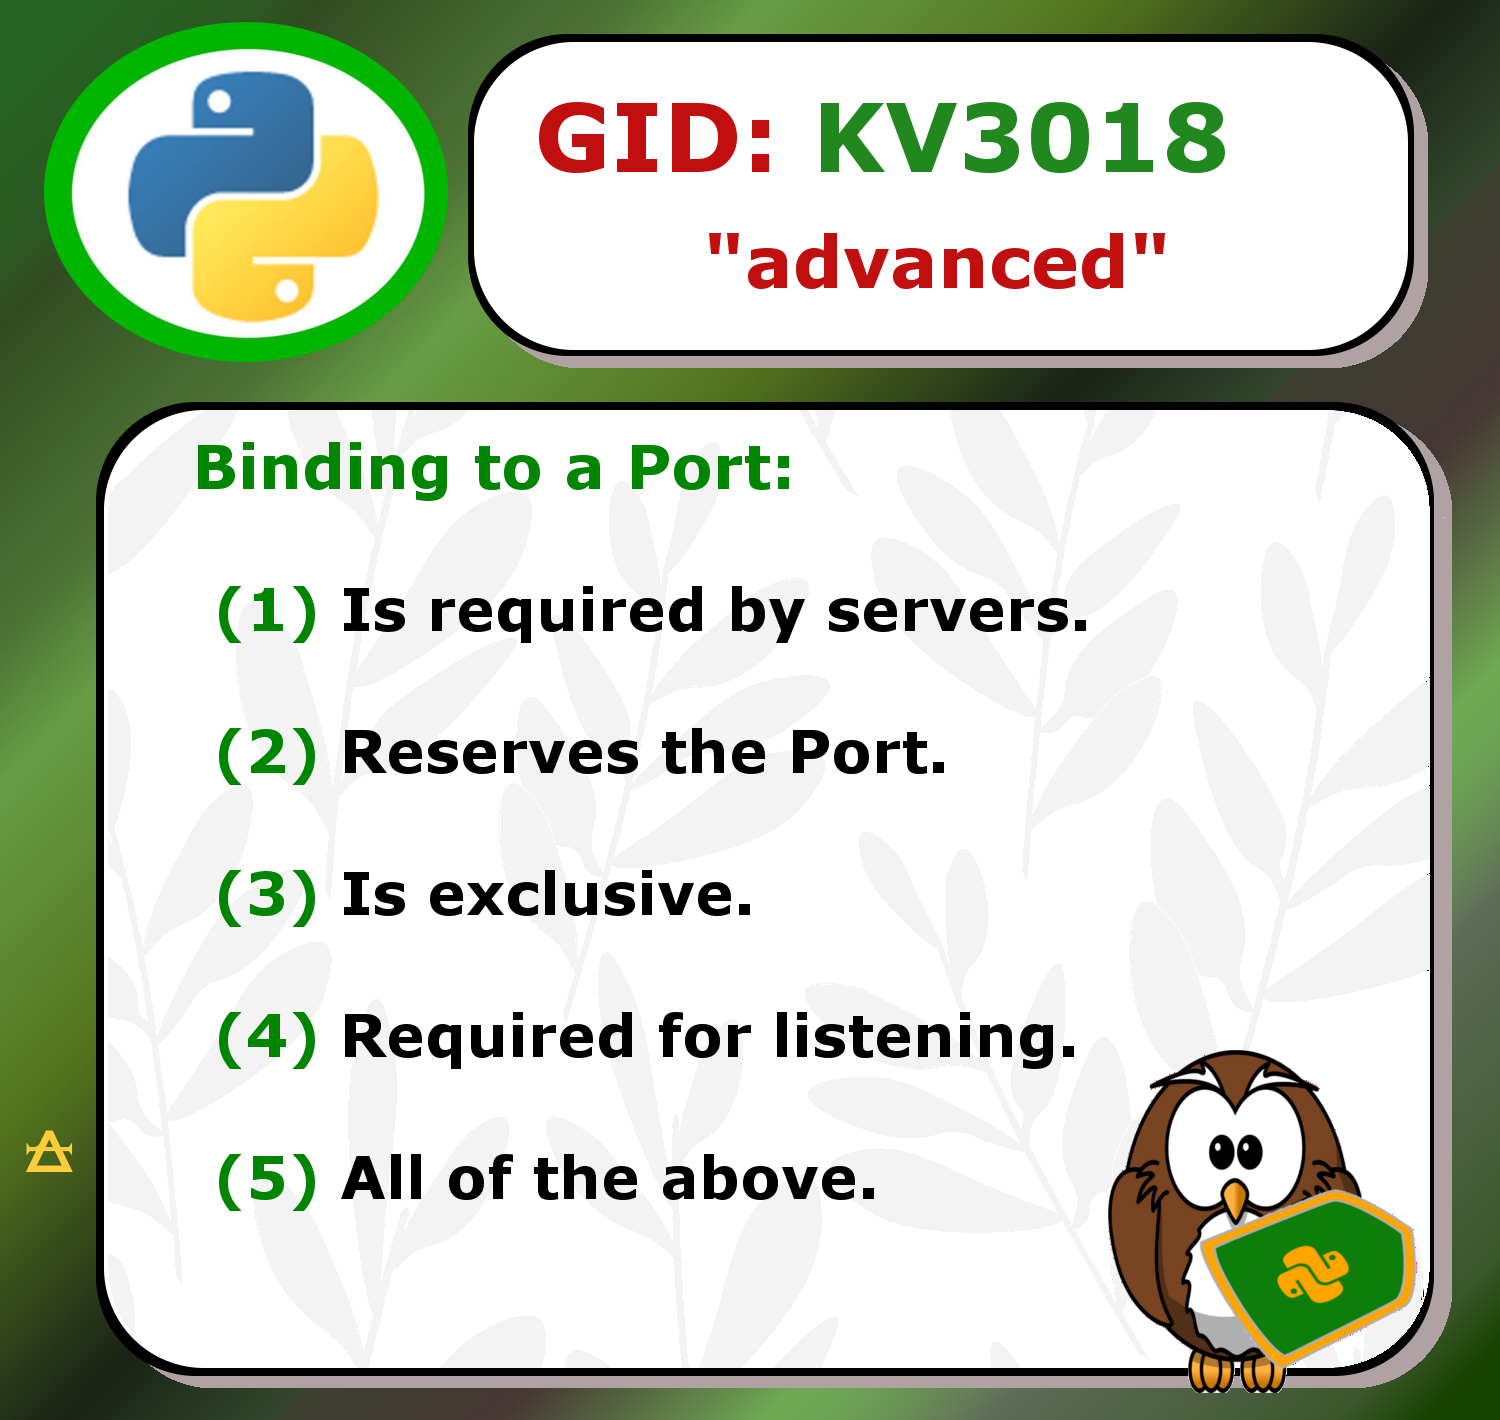 GID: KV3018
"advanced"
Binding to a Port:
(1) Is required by servers.
(2) Reserves the Port.
(3) Is exclusive.
(4) Required for listening.
(5) All of the above.